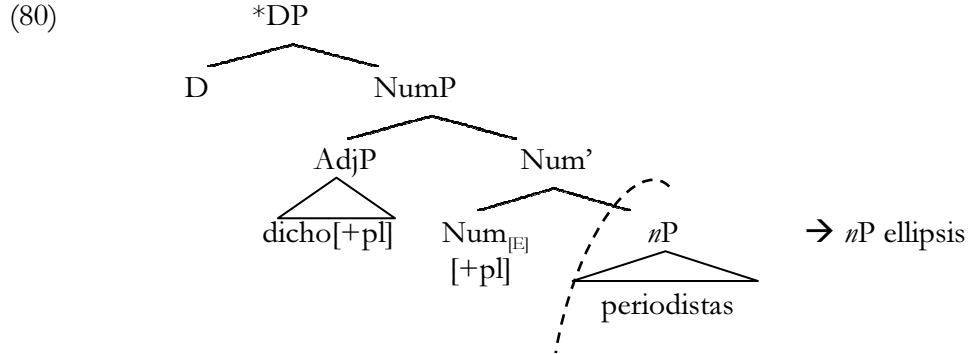 (80) *DP
D NumP
AdjP Num’
dicho[+pl] Num[E] nP → nP ellipsis
[+pl]
periodistas